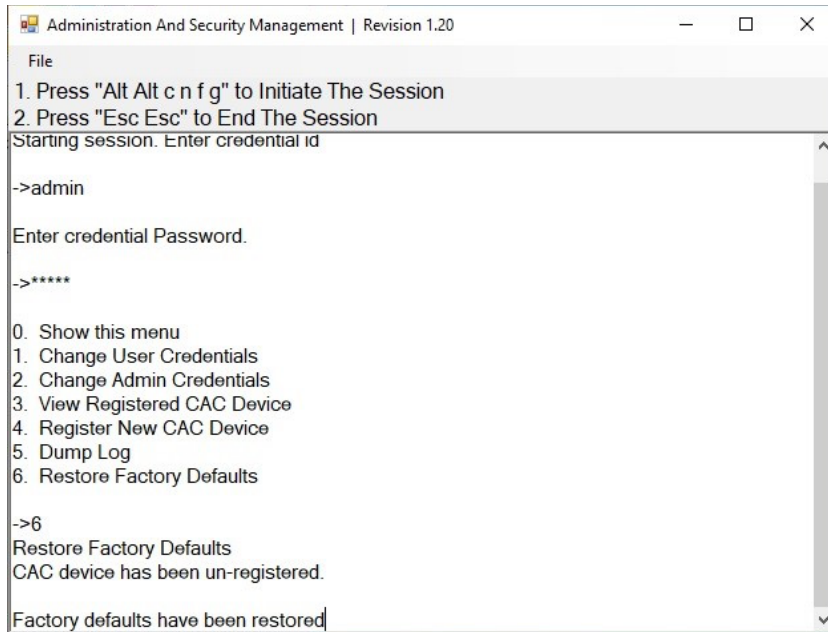 Administration And Security Management | Revision 1.20
File
1. Press "Alt Alt c n f g" to Initiate The Session
2. Press "Esc Esc" to End The Session
Starting session. Enter credential id
->admin
Enter credential Password.
->*****
0. Show this menu
1. Change User Credentials
2. Change Admin Credentials
3. View Registered CAC Device
4. Register New CAC Device
5. Dump Log
6. Restore Factory Defaults
->6
Restore Factory Defaults
CAC device has been un-registered.
Factory defaults have been restored